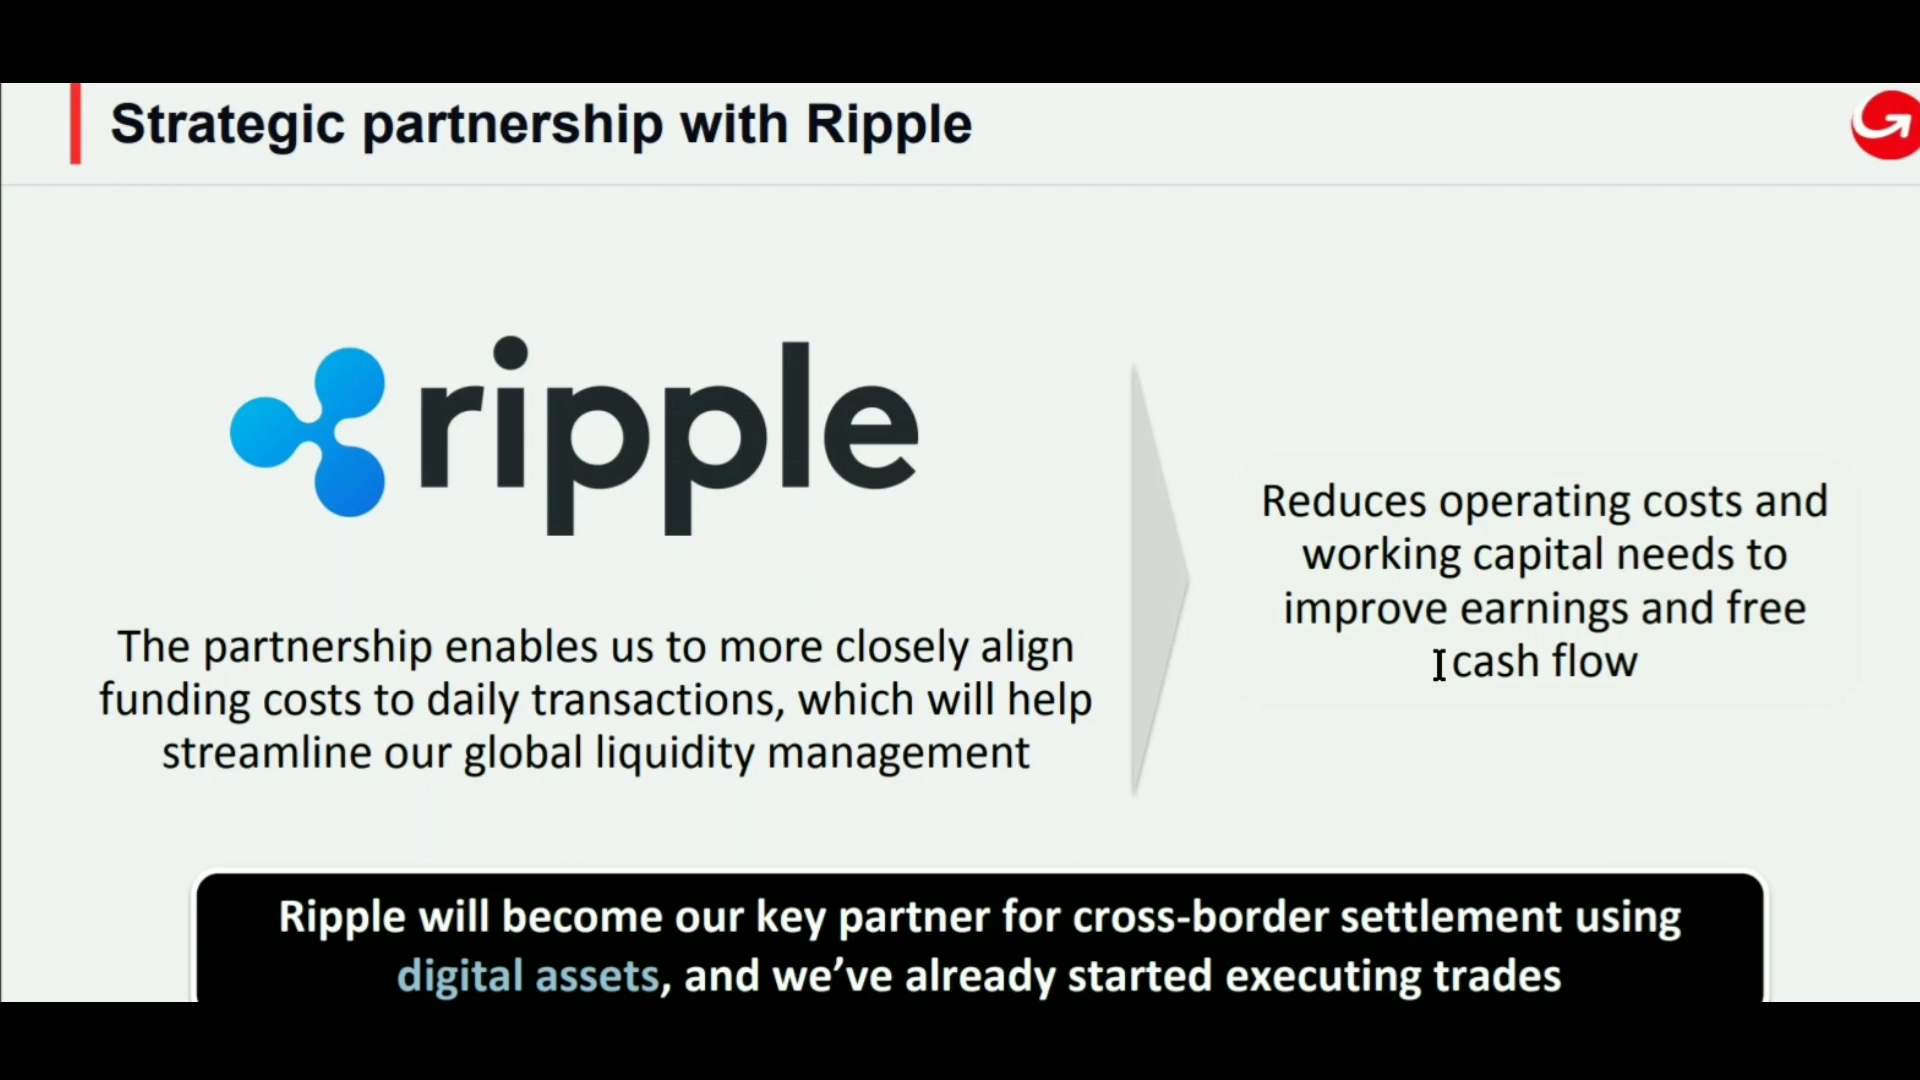 Strategic partnership with Ripple
ripple
The partnership enables us to more closely align
funding costs to daily transactions, which will help
streamline our global liquidity management
Reduces operating costs and
working capital needs to
improve earnings and free
cash flow
Ripple will become our key partner for cross-border settlement using
digital assets, and we’ve already started executing trades